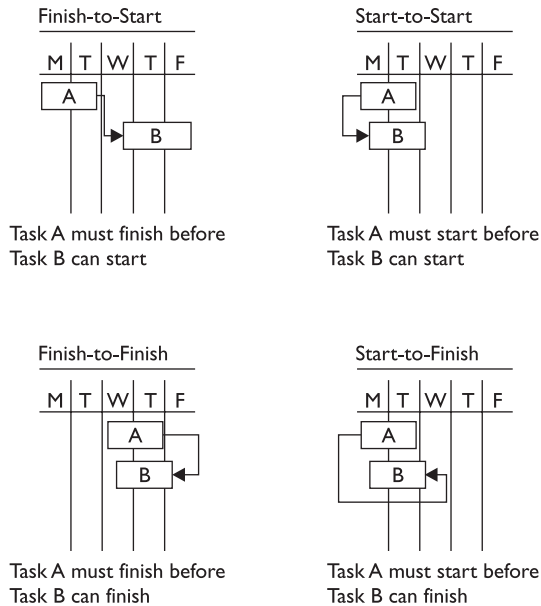 Finish-to-Start
M T W T F
A
B
Task A must finish before
Task B can start
Start-to-Start
M T W T F
A
B
Task A must start before
Task B can start
Finish-to-Finish
M T W T F
A
B
Task A must finish before
Task B can finish
Start-to-Finish
M T W T F
A
B
Task A must start before
Task B can finish